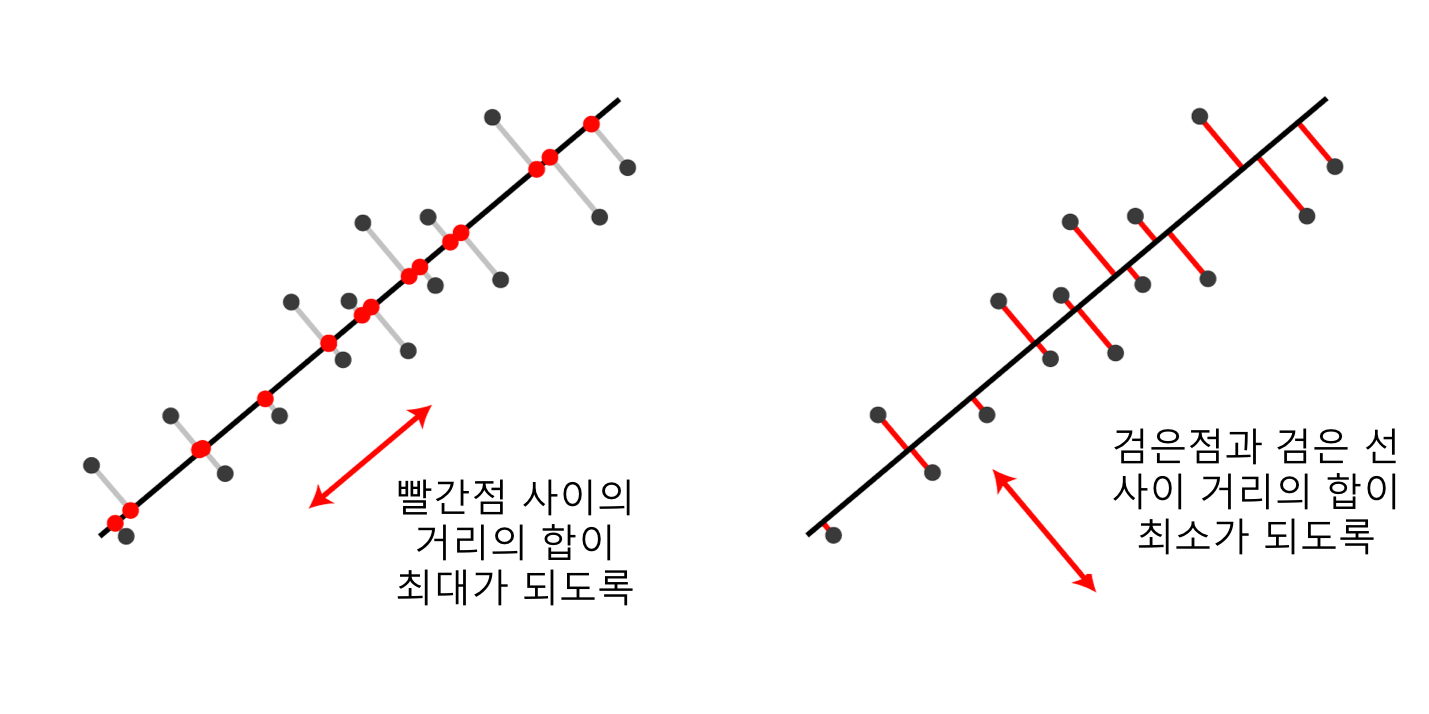 빨간점 사이의
거리의 합이
최대가 되도록
검은점과 검은 선
사이 거리의 합이
최소가 되도록